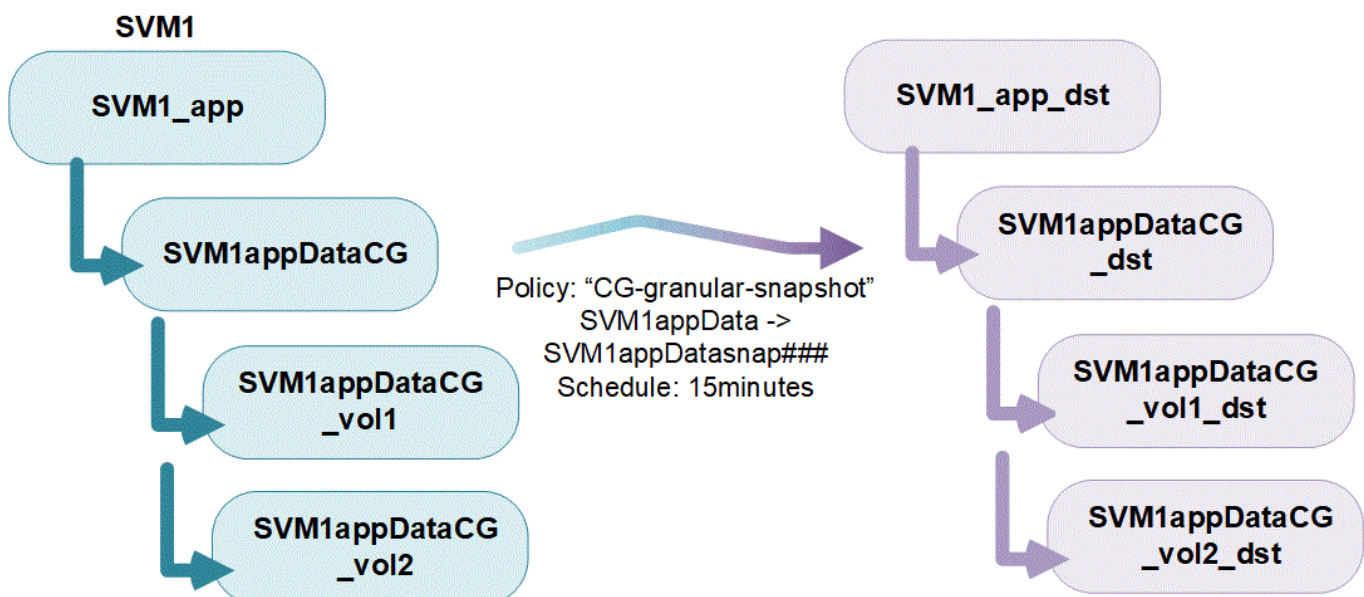 SVM1
SVM1_app
SVM1appDataCG
SVM1appDataCG
_vol1
SVM1appDataCG
_vol2
Policy: “CG-granular-snapshot”
SVM1appData ->
SVM1appDatasnap###
Schedule: 15minutes
SVM1_app_dst
SVM1appDataCG
_dst
SVM1appDataCG
_vol1_dst
SVM1appDataCG
_vol2_dst